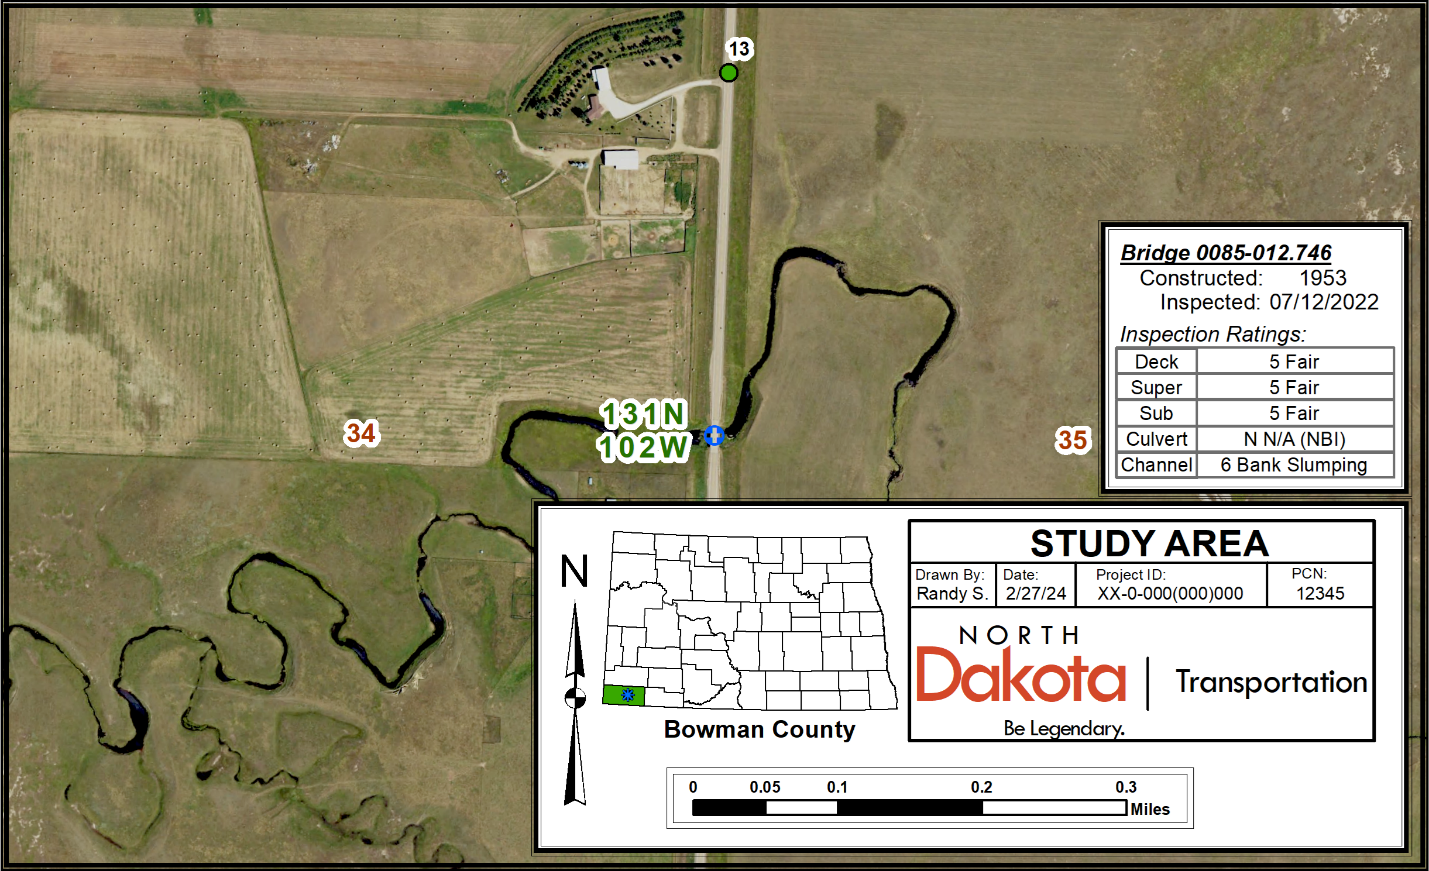 13
Bridge 0085-012.746
Constructed: 1953
Inspected: 07/12/2022
Inspection Ratings:
Deck 5 Fair
Super 5 Fair
Sub 5 Fair
Culvert N N/A (NBI)
Channel 6 Bank Slumping
131N
102W
34
35
N
STUDY AREA
Drawn By: Date: Project ID: PCN:
Randy S. 2/27/24 XX-0-000(000)000 12345
NORTH
Dakota | Transportation
Be Legendary.
Bowman County
0 0.05 0.1 0.2 0.3
Miles